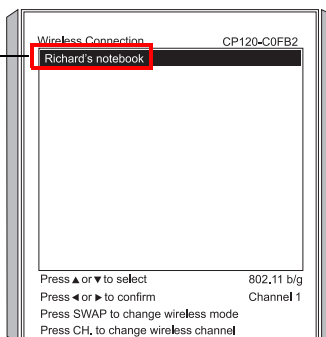 Wireless Connection CP120-C0FB2
Richard's notebook
Press ▲ or ▼ to select 802.11 b/g
Press ◄ or ► to confirm Channel 1
Press SWAP to change wireless mode
Press CH. to change wireless channel